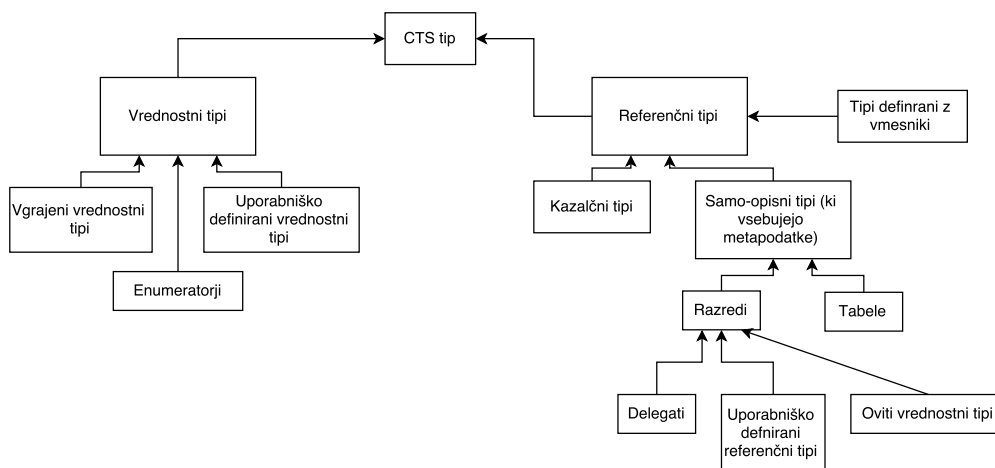 CTS tip
Vrednostni tipi
Referenčni tipi
Tipi definrani z
vmesniki
Vgrajeni vrednostni
tipi
Uporabniško
definirani vrednostni
tipi
Kazalčni tipi
Samo-opisni tipi (ki
vsebujejo
metapodatke)
Enumeratorji
Razredi
Tabele
Delegati
Uporabniško
defnirani
referenčni tipi
Oviti vrednostni tipi